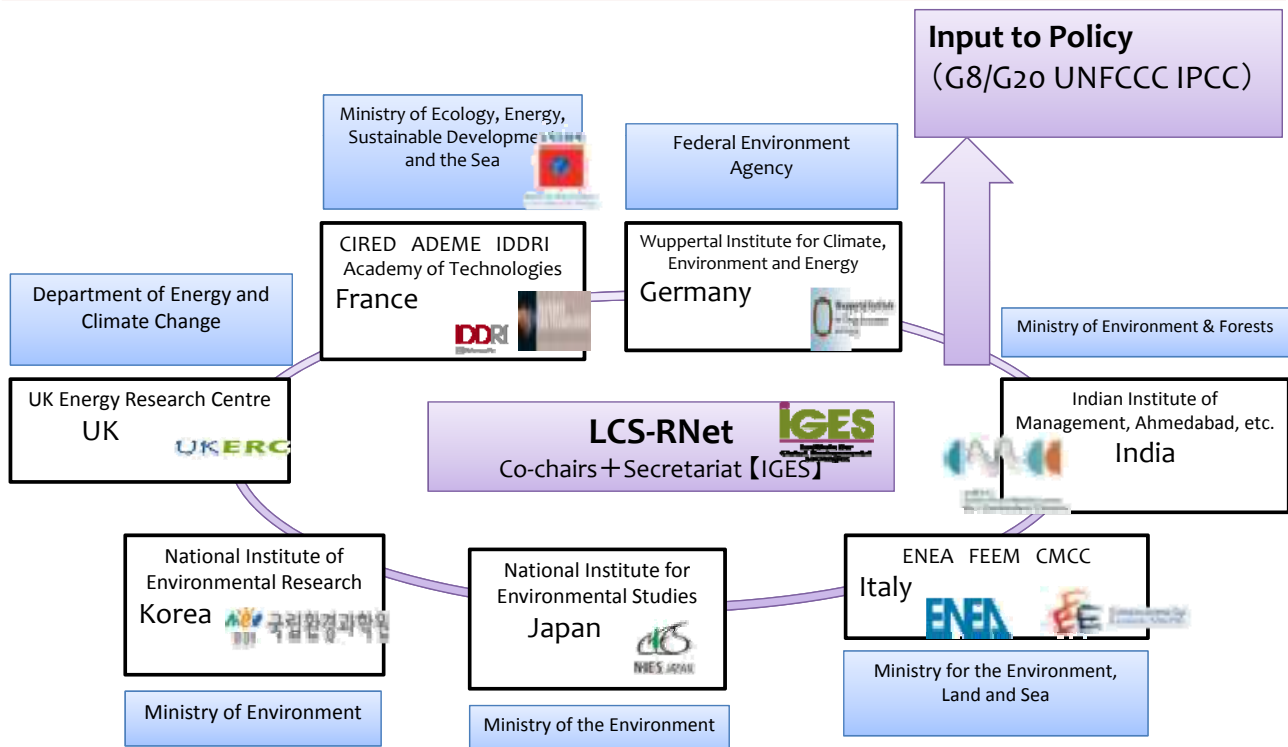 Input to Policy
（G8/G20 UNFCCC IPCC）
Ministry of Ecology, Energy,
Sustainable Development
and the Sea
Federal Environment
Agency
CIRED ADEME IDDRI
Academy of Technologies
France
IDDRI
Wuppertal Institute for Climate,
Environment and Energy
Germany
Wuppertal Institute
Department of Energy and
Climate Change
Ministry of Environment & Forests
UK Energy Research Centre
UK
UKERC
LCS-RNet
Co-chairs＋Secretariat【IGES】
IGES
Indian Institute of
Management, Ahmedabad, etc.
India
National Institute of
Environmental Research
Korea
국립환경과학원
National Institute for
Environmental Studies
Japan
NIES JAPAN
ENEA FEEM CMCC
Italy
ENEA
Ministry of Environment
Ministry of the Environment
Ministry for the Environment,
Land and Sea